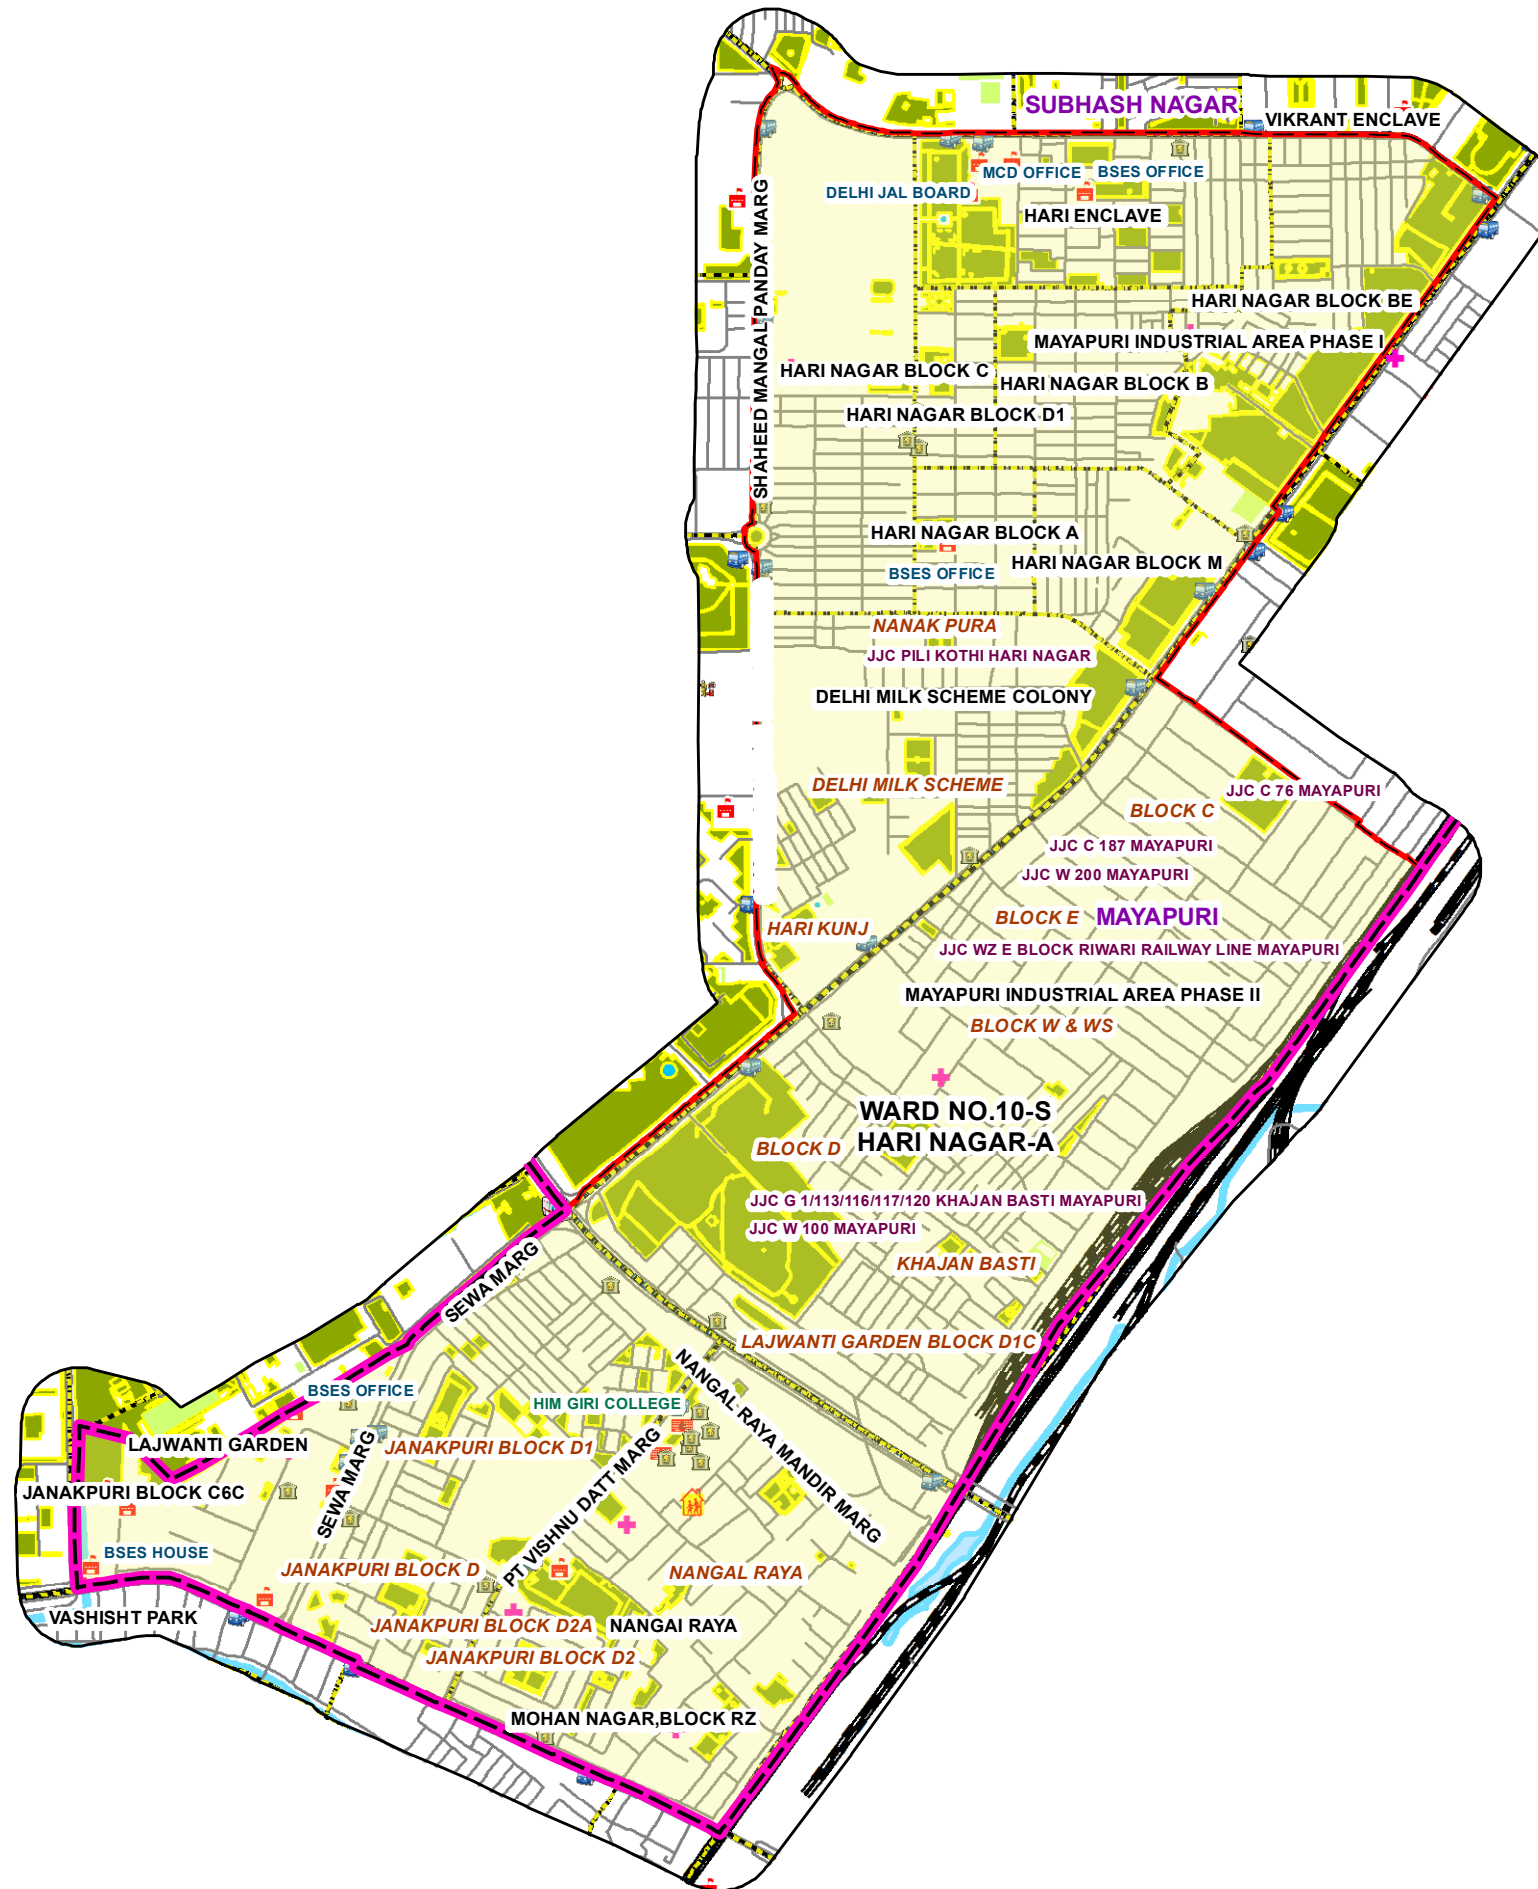 SUBHASH NAGAR
VIKRANT ENCLAVE
MCD OFFICE
BSES OFFICE
DELHI JAL BOARD
HARI ENCLAVE
SHAHEED MANGAL PANDAY MARG
HARI NAGAR BLOCK BE
MAYAPURI INDUSTRIAL AREA PHASE I
HARI NAGAR BLOCK C
HARI NAGAR BLOCK B
HARI NAGAR BLOCK D1
HARI NAGAR BLOCK A
HARI NAGAR BLOCK M
BSES OFFICE
NANAK PURA
JJC PILI KOTHI HARI NAGAR
DELHI MILK SCHEME COLONY
DELHI MILK SCHEME
JJC C 76 MAYAPURI
BLOCK C
JJC C 187 MAYAPURI
JJC W 200 MAYAPURI
BLOCK E
MAYAPURI
HARI KUNJ
JJC WZ E BLOCK RIWARI RAILWAY LINE MAYAPURI
MAYAPURI INDUSTRIAL AREA PHASE II
BLOCK W & WS
WARD NO.10-S
HARI NAGAR-A
BLOCK D
JJC G 1/113/116/117/120 KHAJAN BASTI MAYAPURI
JJC W 100 MAYAPURI
KHAJAN BASTI
SEWA MARG
LAJWANTI GARDEN BLOCK D1C
NANGAL RAYA MANDIR MARG
BSES OFFICE
HIM GIRI COLLEGE
LAJWANTI GARDEN
JANAKPURI BLOCK D1
SEWA MARG
PT VISHNU DATT MARG
JANAKPURI BLOCK C6C
BSES HOUSE
JANAKPURI BLOCK D
NANGAL RAYA
VASHISHT PARK
JANAKPURI BLOCK D2A
NANGAI RAYA
JANAKPURI BLOCK D2
MOHAN NAGAR,BLOCK RZ